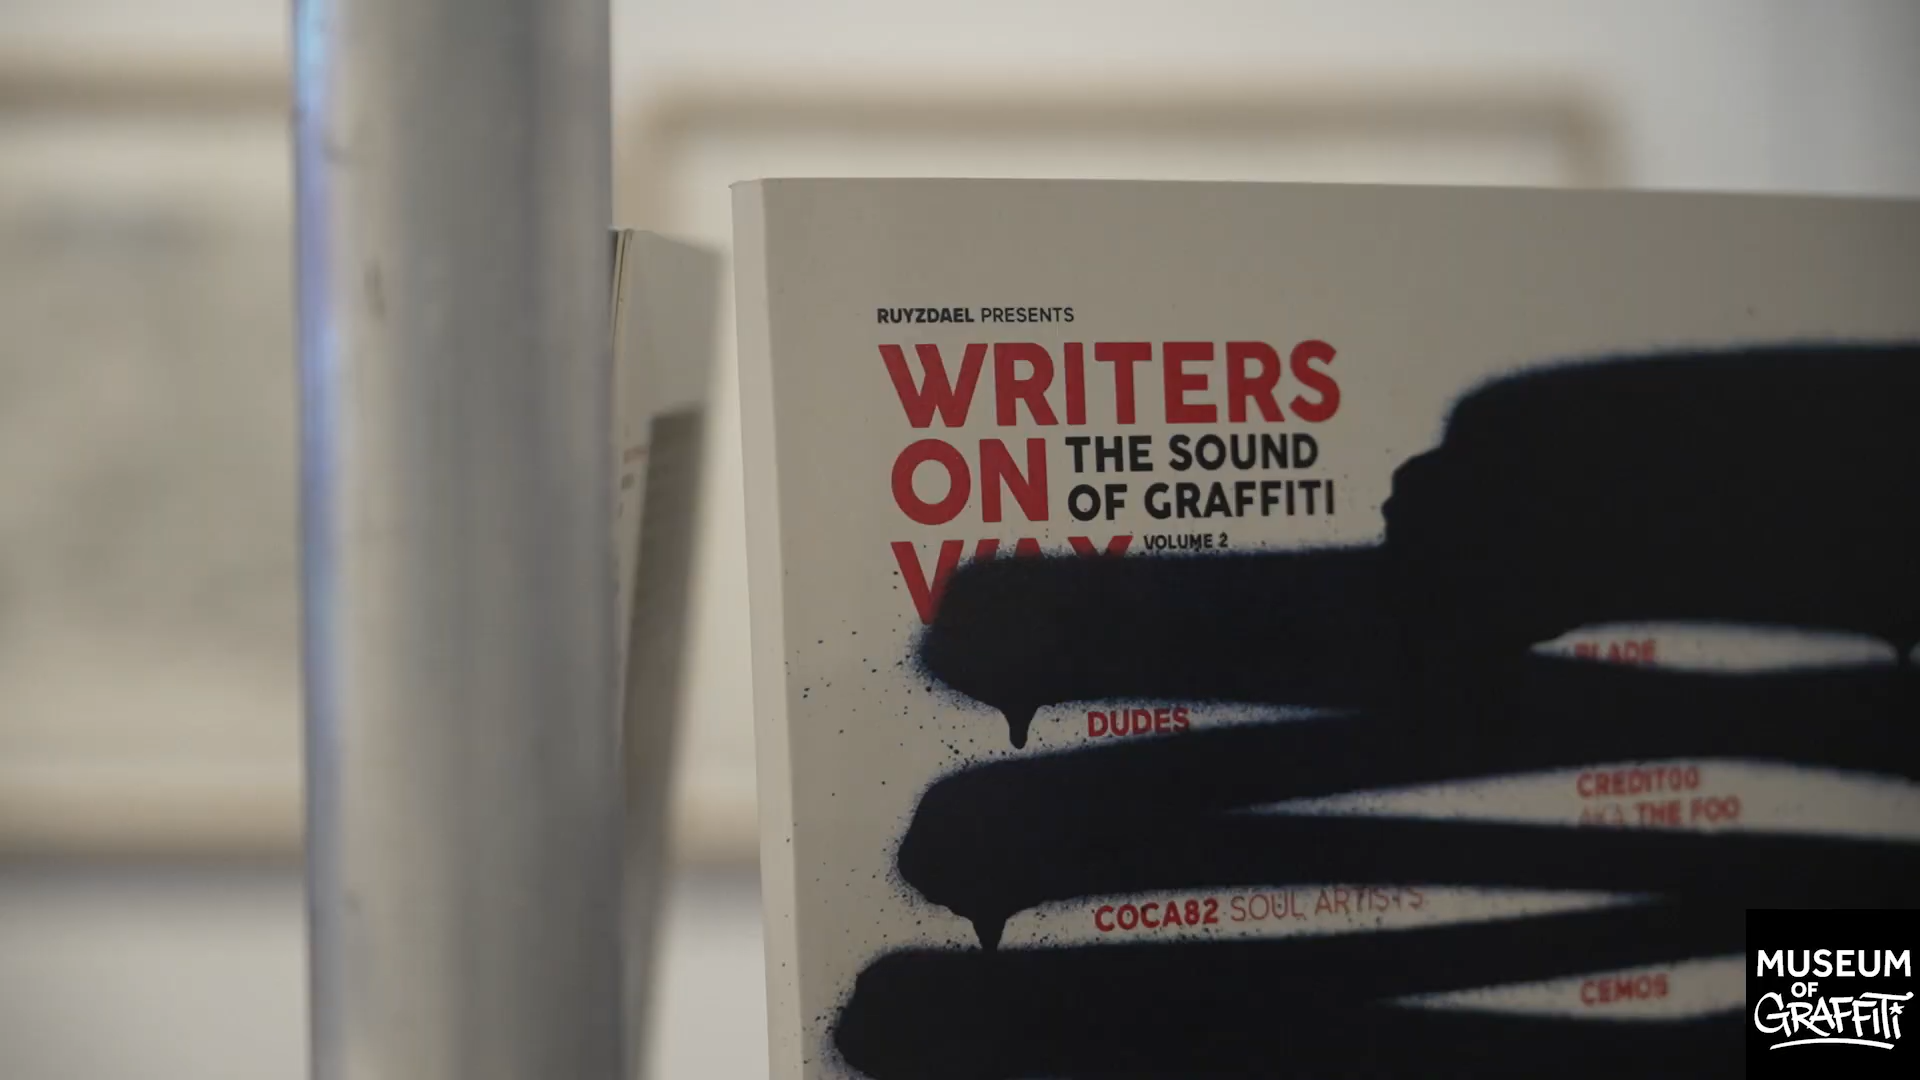 RUYZDAEL PRESENTS
WRITERS
ON THE SOUND
OF GRAFFITI
WAX VOLUME 2
BLADE
DUDES
CREDIT00
AKA THE FOO
COCA82 SOUL ARTISTS
CEMOS
MUSEUM
OF
GRAFFITI